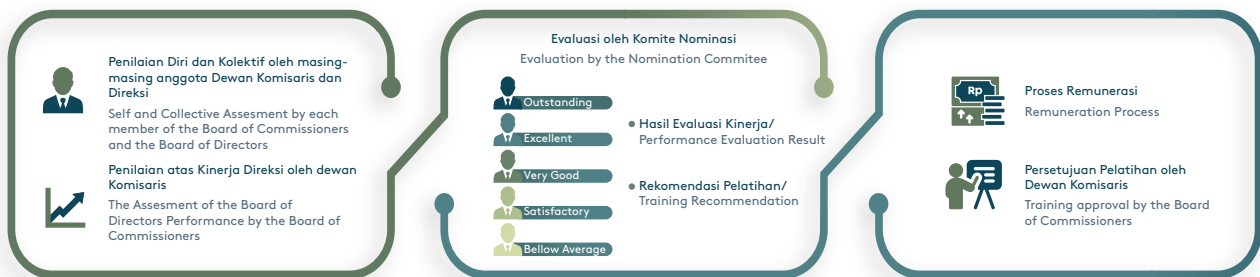 Penilaian Diri dan Kolektif oleh masing-
masing anggota Dewan Komisaris dan
Direksi
Self and Collective Assesment by each
member of the Board of Commissioners
and the Board of Directors
Penilaian atas Kinerja Direksi oleh dewan
Komisaris
The Assesment of the Board of
Directors Performance by the Board of
Commissioners
Evaluasi oleh Komite Nominasi
Evaluation by the Nomination Commitee
Outstanding
Excellent
Very Good
Satisfactory
Bellow Average
• Hasil Evaluasi Kinerja/
Performance Evaluation Result
• Rekomendasi Pelatihan/
Training Recommendation
Rp
Proses Remunerasi
Remuneration Process
Persetujuan Pelatihan oleh
Dewan Komisaris
Training approval by the Board
of Commissioners